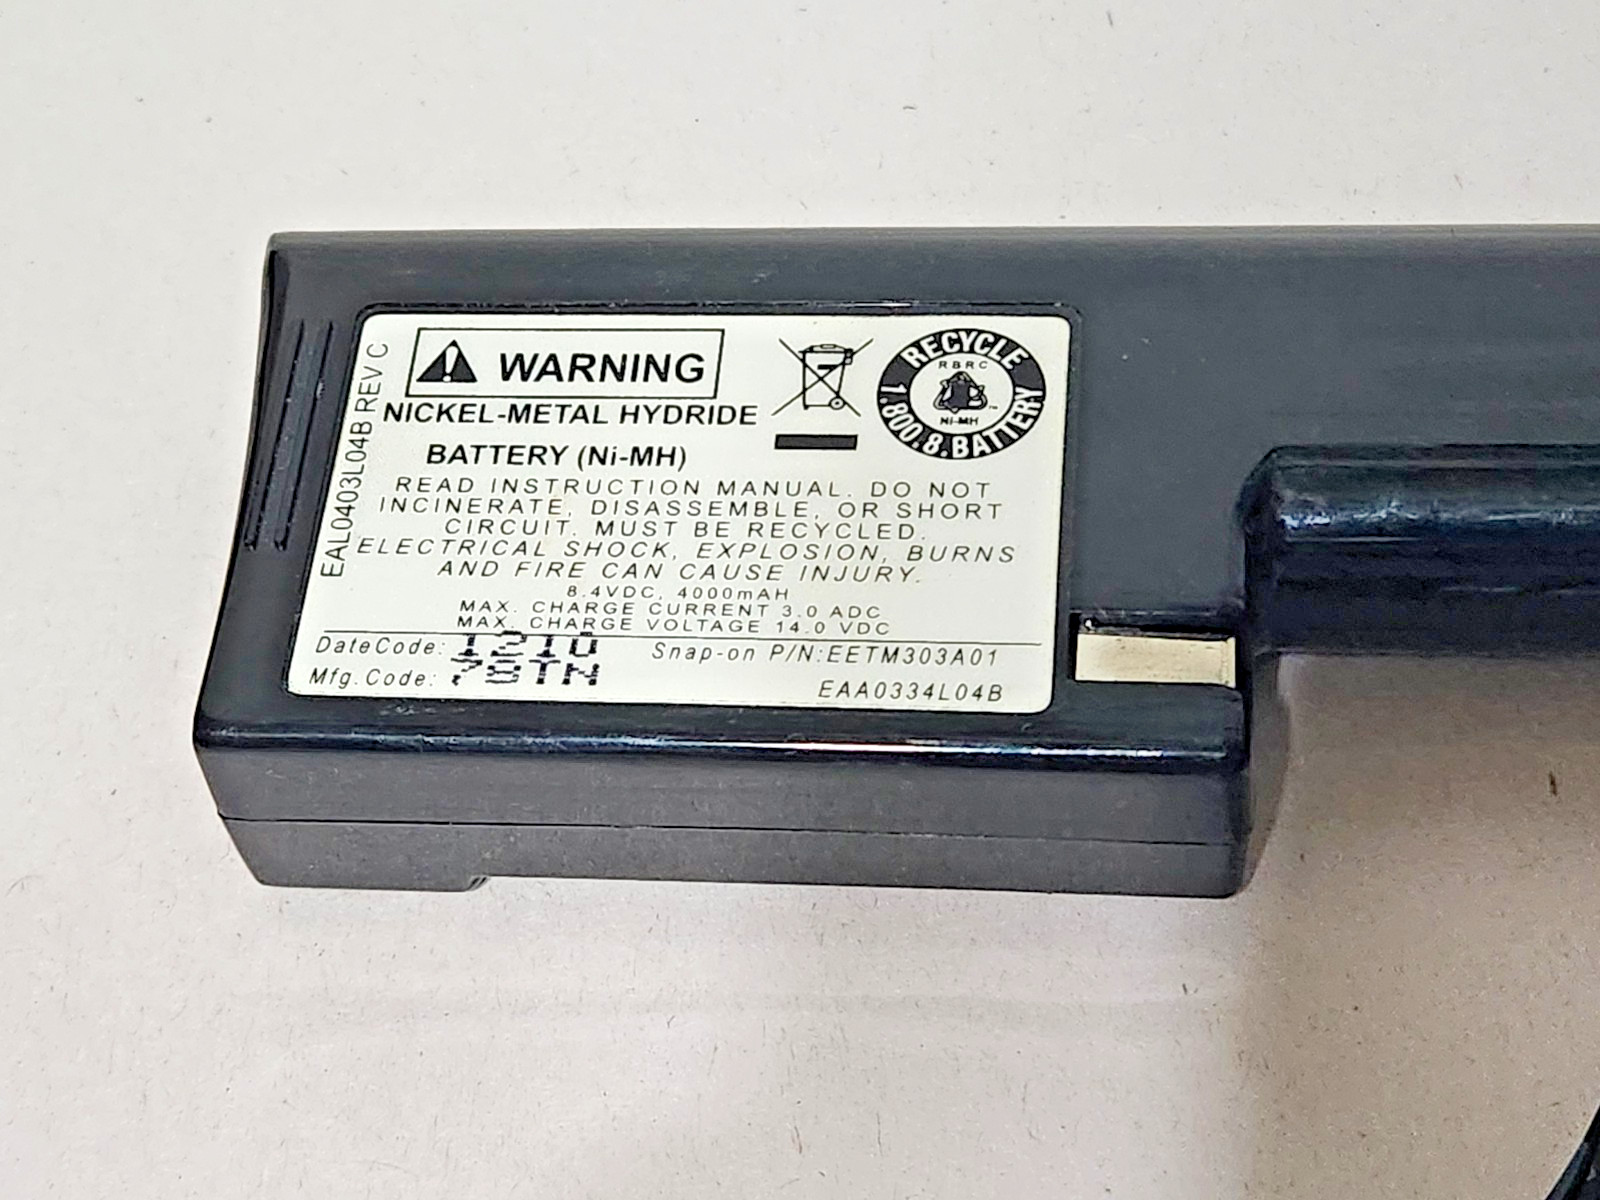 WARNING
NICKEL-METAL HYDRIDE
BATTERY (Ni-MH)
RECYCLE
RBRC
Ni-MH
1.800.8.BATTERY
READ INSTRUCTION MANUAL. DO NOT
INCINERATE, DISASSEMBLE, OR SHORT
CIRCUIT. MUST BE RECYCLED.
ELECTRICAL SHOCK, EXPLOSION, BURNS
AND FIRE CAN CAUSE INJURY.
8.4VDC, 4000mAH
MAX. CHARGE CURRENT 3.0 ADC
MAX. CHARGE VOLTAGE 14.0 VDC
DateCode: 1210
Snap-on P/N:EETM303A01
Mfg.Code: 78TN
EAA0334L04B
EAL0403L04B REV C